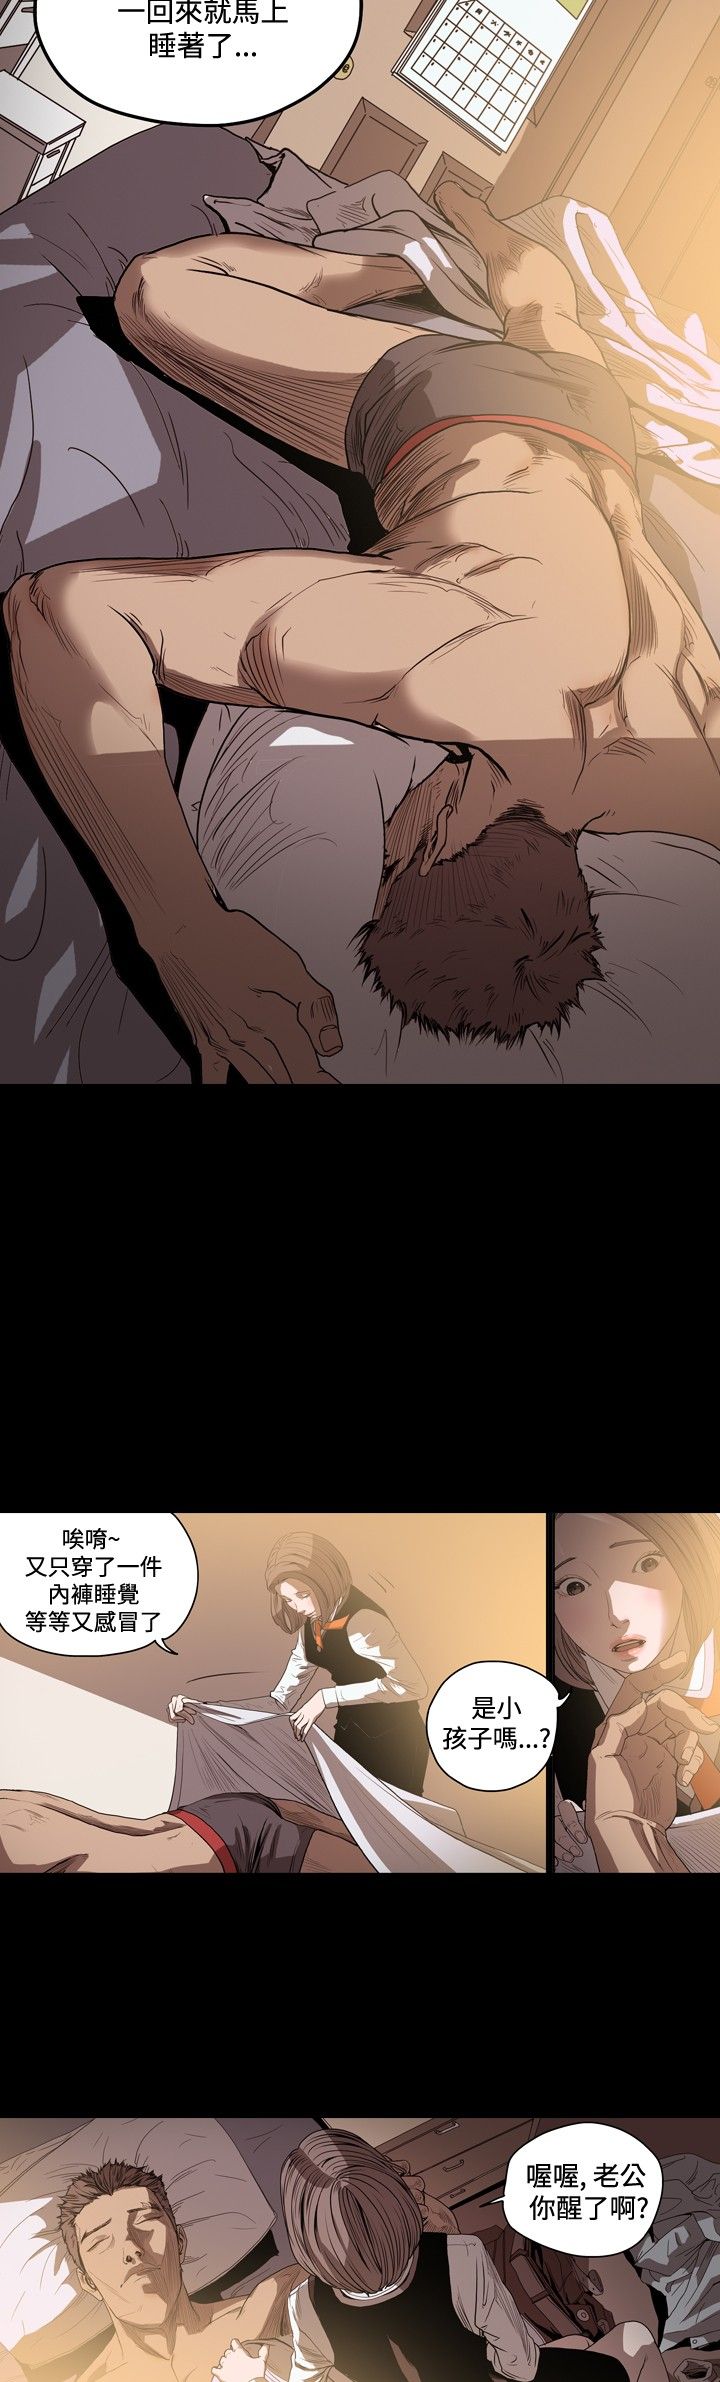 一回來就馬上
睡著了...
唉唷~
又只穿了一件
內褲睡覺
等等又感冒了
是小
孩子嗎...?
喔喔, 老公
你醒了啊?